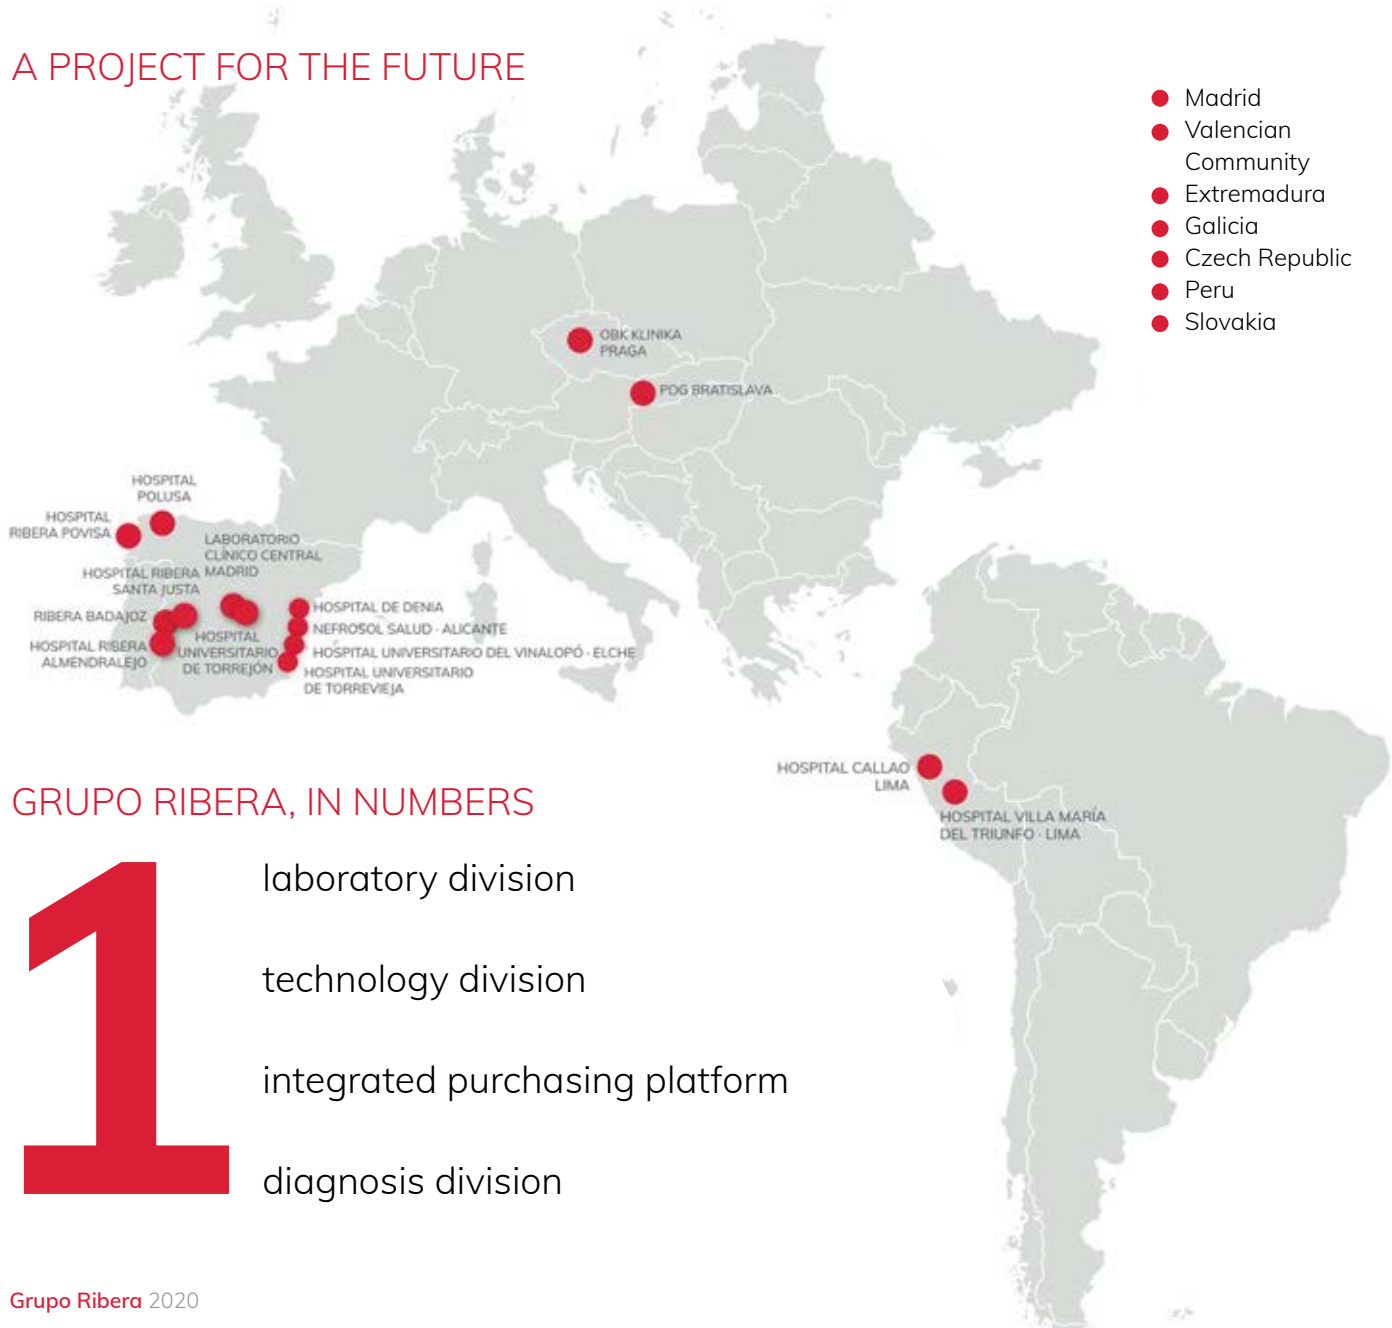 A PROJECT FOR THE FUTURE
Madrid
Valencian
Community
Extremadura
Galicia
Czech Republic
Peru
Slovakia
OBK KLINIKA
PRAGA
PDG BRATISLAVA
HOSPITAL
POLUSA
HOSPITAL
RIBERA POVISA
LABORATORIO
CLÍNICO CENTRAL
MADRID
HOSPITAL RIBERA
SANTA JUSTA
RIBERA BADAJOZ
HOSPITAL RIBERA
ALMENDRALEJO
HOSPITAL
UNIVERSITARIO
DE TORREJÓN
HOSPITAL DE DENIA
NEFROSOL SALUD - ALICANTE
HOSPITAL UNIVERSITARIO DEL VINALOPÓ - ELCHE
HOSPITAL UNIVERSITARIO
DE TORREVIEJA
HOSPITAL CALLAO
LIMA
HOSPITAL VILLA MARÍA
DEL TRIUNFO - LIMA
GRUPO RIBERA, IN NUMBERS
1
laboratory division
technology division
integrated purchasing platform
diagnosis division
Grupo Ribera 2020